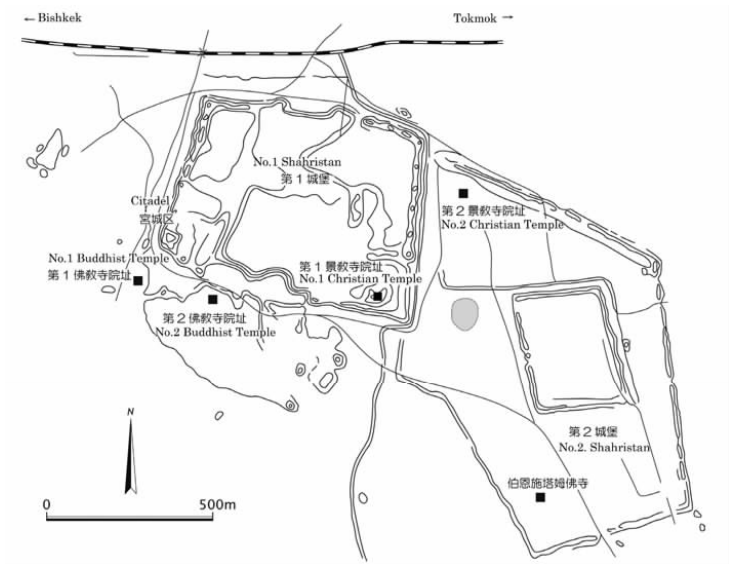 ← Bishkek
Tokmok →
No.1 Shahristan
第1城堡
Citadel
宮城区
第2景教寺院址
No.2 Christian Temple
No.1 Buddhist Temple
第1佛教寺院址
第1景教寺院址
No.1 Christian Temple
第2佛教寺院址
No.2 Buddhist Temple
N
第2城堡
No.2. Shahristan
伯恩施塔姆佛寺
0
500m